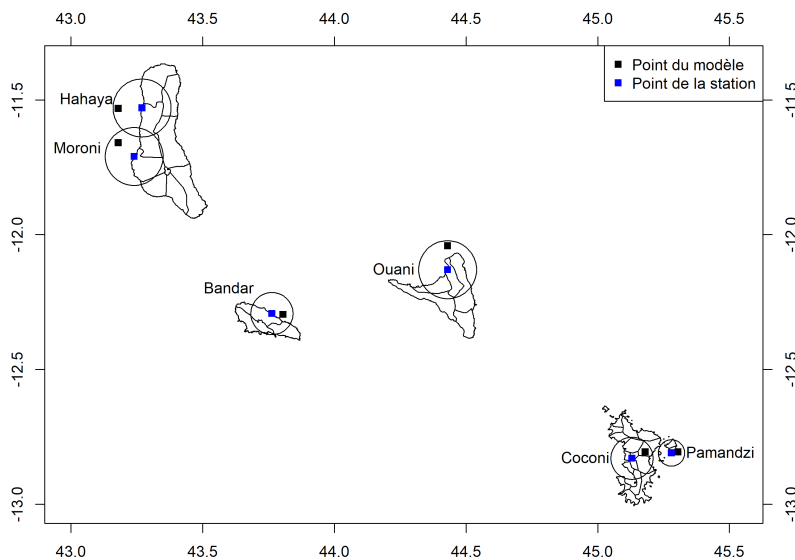 43.0 43.5 44.0 44.5 45.0 45.5
Point du modèle
Point de la station
-11.5 -11.5
Hahaya
Moroni
-12.0 -12.0
Ouani
Bandar
-12.5 -12.5
Coconi Pamandzi
-13.0 -13.0
43.0 43.5 44.0 44.5 45.0 45.5